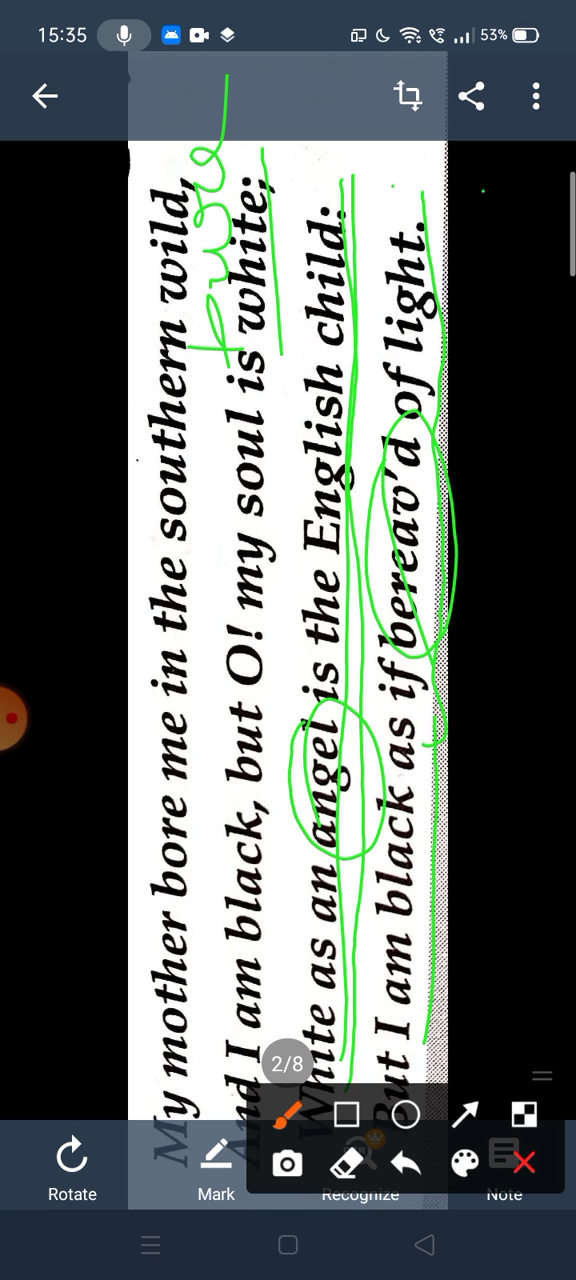 15:35
53%
My mother bore me in the southern wild,
And I am black, but O! my soul is white;
White as an angel is the English child:
But I am black as if bereav'd of light.
pure
2/8
Rotate
Mark
Recognize
Note